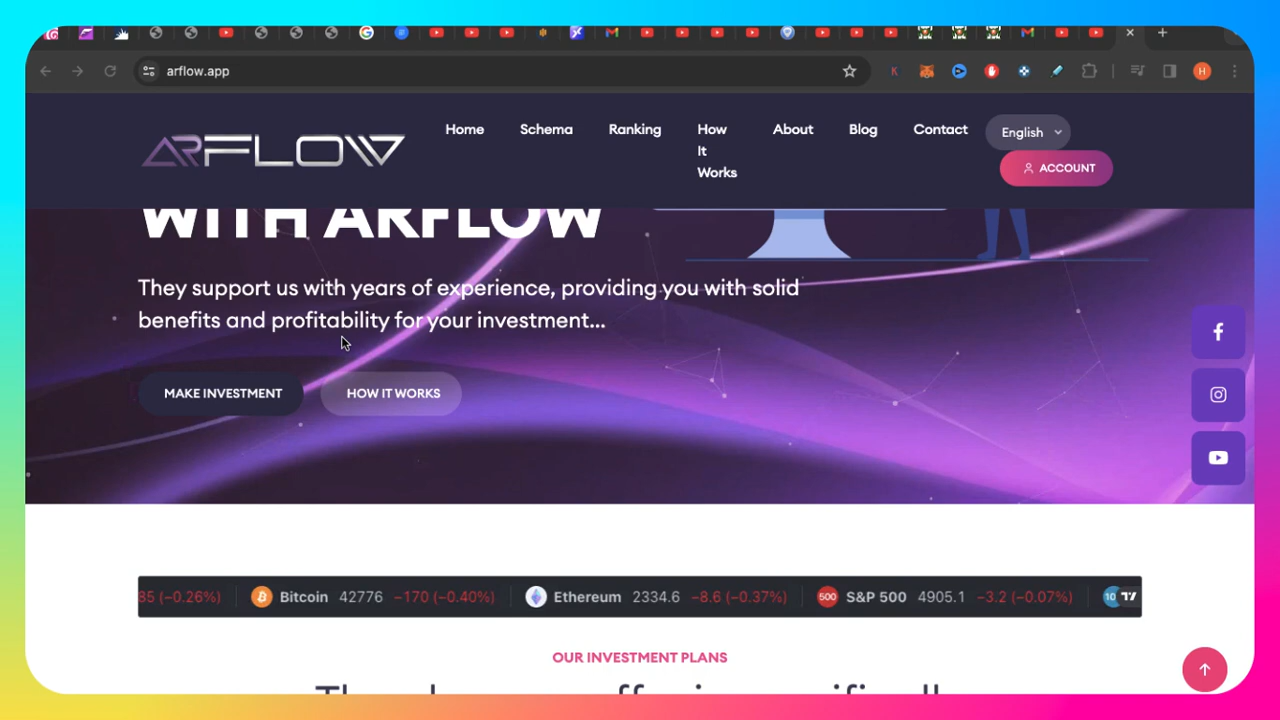 arflow.app
H
ARFLOW
Home
Schema
Ranking
How
It
Works
About
Blog
Contact
English
ACCOUNT
WITH ARFLOW
They support us with years of experience, providing you with solid
benefits and profitability for your investment...
MAKE INVESTMENT
HOW IT WORKS
85 (−0.26%) Bitcoin 42776 −170 (−0.40%) Ethereum 2334.6 −8.6 (−0.37%) 500 S&P 500 4905.1 −3.2 (−0.07%) 10
OUR INVESTMENT PLANS